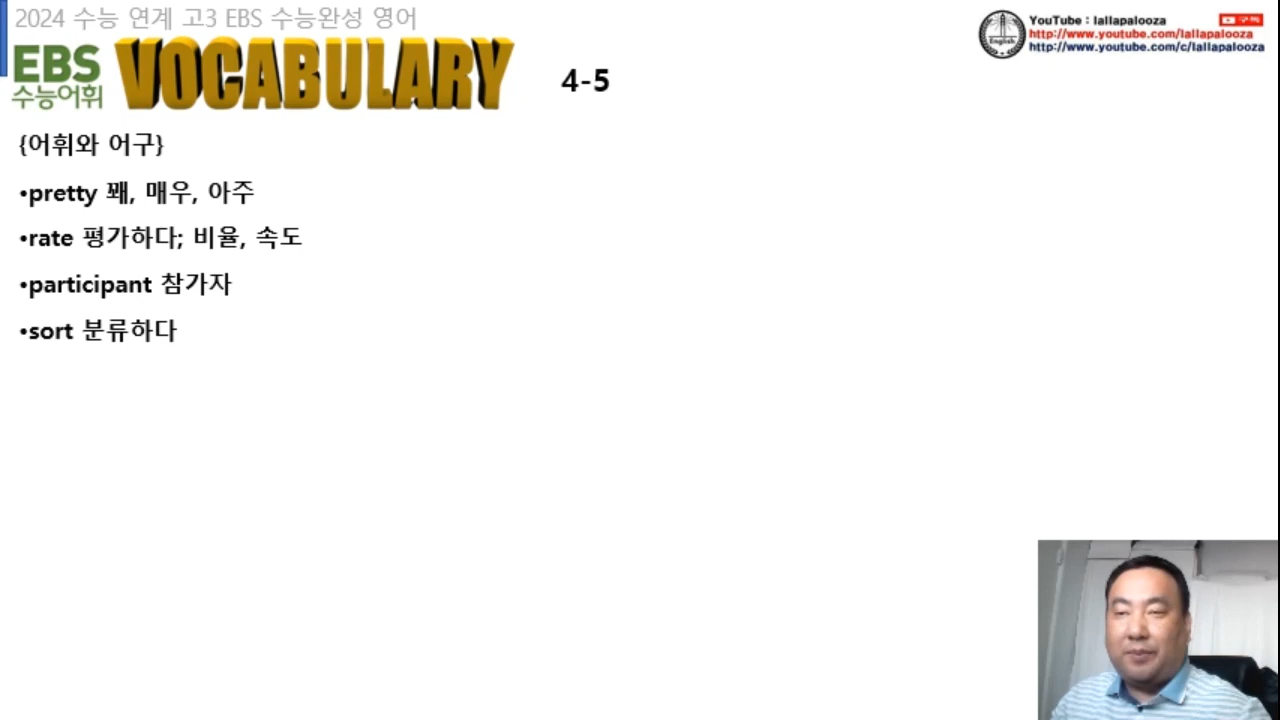 2024 수능 연계 고3 EBS 수능완성 영어
EBS
수능어휘
VOCABULARY
4-5
YouTube : lallapalooza
구독
http://www.youtube.com/lallapalooza
http://www.youtube.com/c/lallapalooza
English
{어휘와 어구}
•pretty 꽤, 매우, 아주
•rate 평가하다; 비율, 속도
•participant 참가자
•sort 분류하다